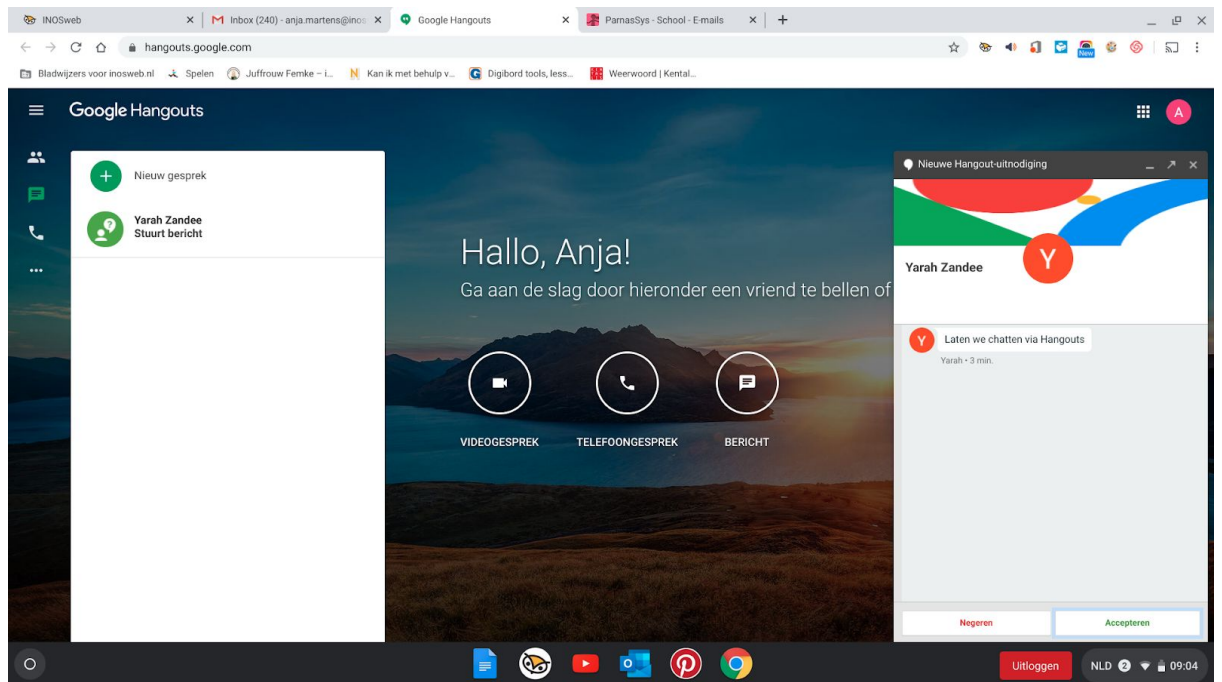 INOSweb
Inbox (240) - anja.martens@inos
Google Hangouts
ParnasSys - School - E-mails
hangouts.google.com
New
Bladwijzers voor inosweb.nl
Spelen
Juffrouw Femke – i...
Kan ik met behulp v...
Digibord tools, less...
Weerwoord | Kental...
Google Hangouts
A
Nieuw gesprek
Yarah Zandee
Stuurt bericht
Hallo, Anja!
Ga aan de slag door hieronder een vriend te bellen of
VIDEOGESPREK
TELEFOONGESPREK
BERICHT
Nieuwe Hangout-uitnodiging
Y
Yarah Zandee
Y
Laten we chatten via Hangouts
Yarah • 3 min.
Negeren
Accepteren
Uitloggen
NLD
2
09:04